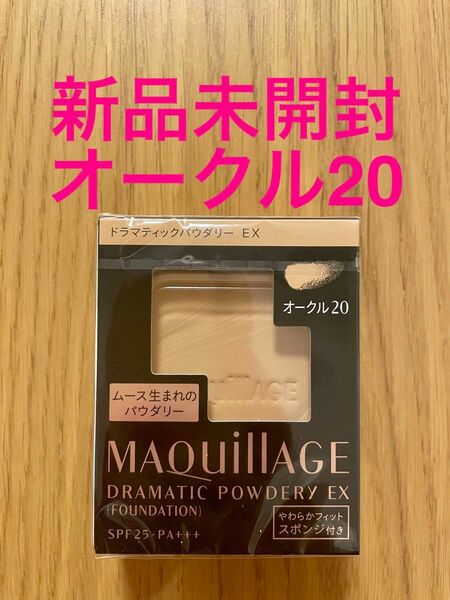 新品未開封
オークル20
ドラマティックパウダリー EX
オークル20
uillAGE
ムース生まれの
パウダリー
MAQuillAGE
DRAMATIC POWDERY EX
(FOUNDATION)
やわらかフィット
スポンジ付き
SPF25・PA+++